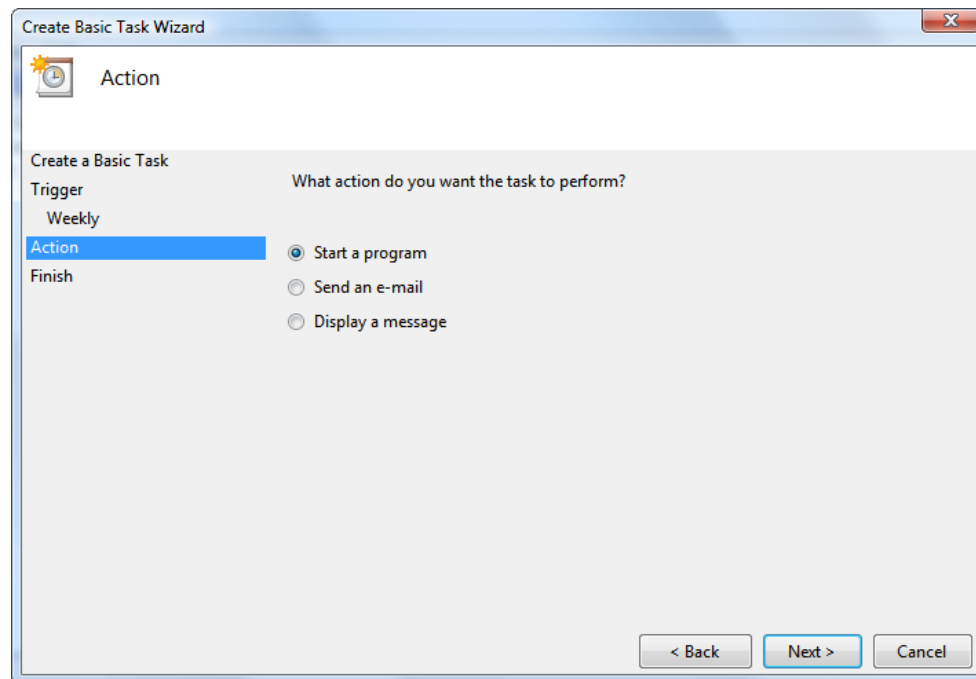 Create Basic Task Wizard
Action
Create a Basic Task
Trigger
Weekly
Action
Finish
What action do you want the task to perform?
Start a program
Send an e-mail
Display a message
< Back
Next >
Cancel